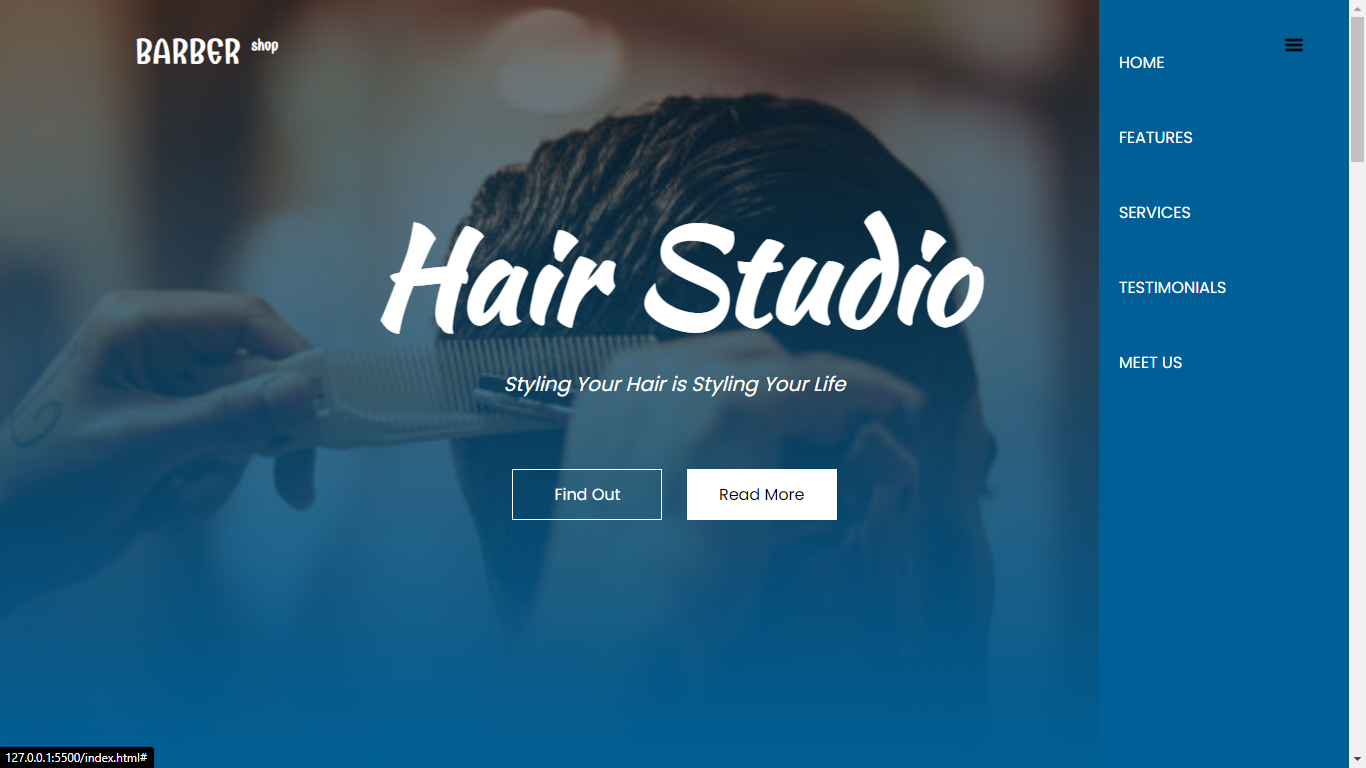 BARBER shop
HOME
FEATURES
SERVICES
TESTIMONIALS
MEET US
Hair Studio
Styling Your Hair is Styling Your Life
Find Out
Read More
127.0.0.1:5500/index.html#